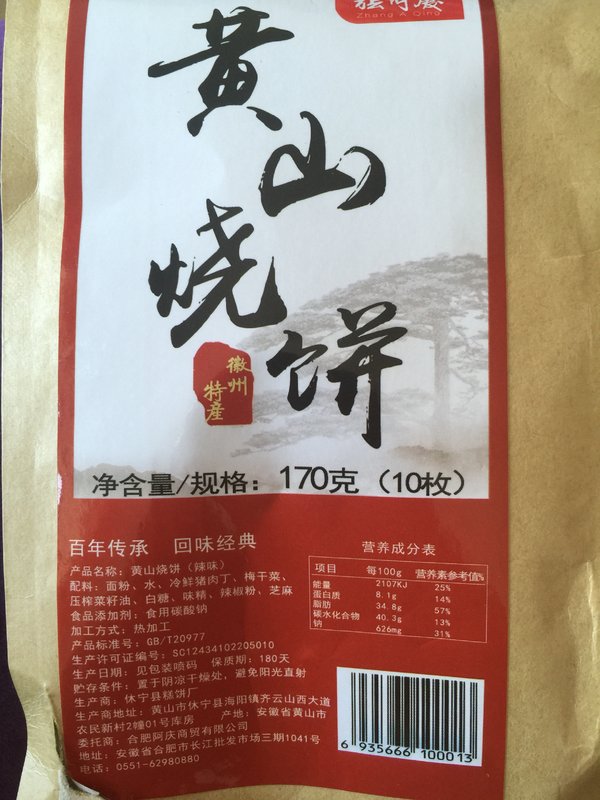 Zhang A Qing
黄山烧饼
徽州
特産
净含量/规格：170克（10枚）
百年传承 回味经典
产品名称：黄山烧饼（辣味）
配料：面粉、水、冷鲜猪肉丁、梅干菜、
压榨菜籽油、白糖、味精、辣椒粉、芝麻
食品添加剂：食用碳酸钠
加工方式：热加工
产品标准号：GB/T20977
生产许可证编号：SC12434102205010
生产日期：见包装喷码 保质期：180天
贮存条件：置于阴凉干燥处，避免阳光直射
生产商：休宁县糕饼厂
生产商地址：黄山市休宁县海阳镇齐云山西大道
农民新村2幢01号库房 产地：安徽省黄山市
委托商：合肥阿庆商贸有限公司
地址：安徽省合肥市长江批发市场三期1041号
电话：0551-62980880
营养成分表
项目 每100g 营养素参考值%
能量 2107KJ 25%
蛋白质 8.1g 14%
脂肪 34.8g 57%
碳水化合物 40.3g 13%
钠 626mg 31%
6 935666 100013